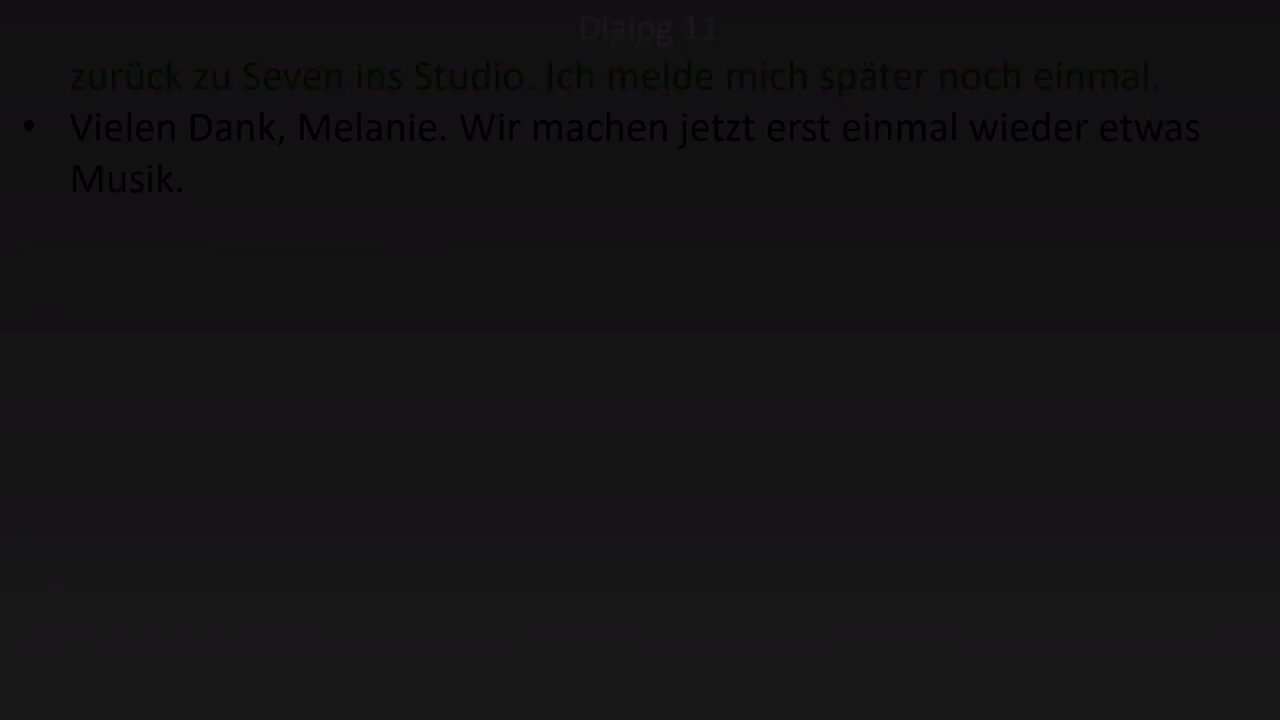 Dialog 11
zurück zu Seven ins Studio. Ich melde mich später noch einmal.
• Vielen Dank, Melanie. Wir machen jetzt erst einmal wieder etwas
Musik.